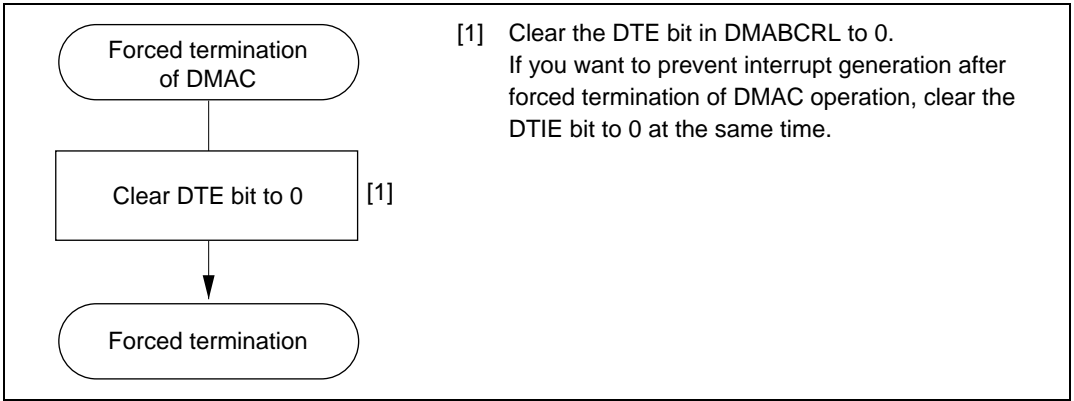 Forced termination
of DMAC
Clear DTE bit to 0
[1]
Forced termination
[1] Clear the DTE bit in DMABCRL to 0.
If you want to prevent interrupt generation after
forced termination of DMAC operation, clear the
DTIE bit to 0 at the same time.